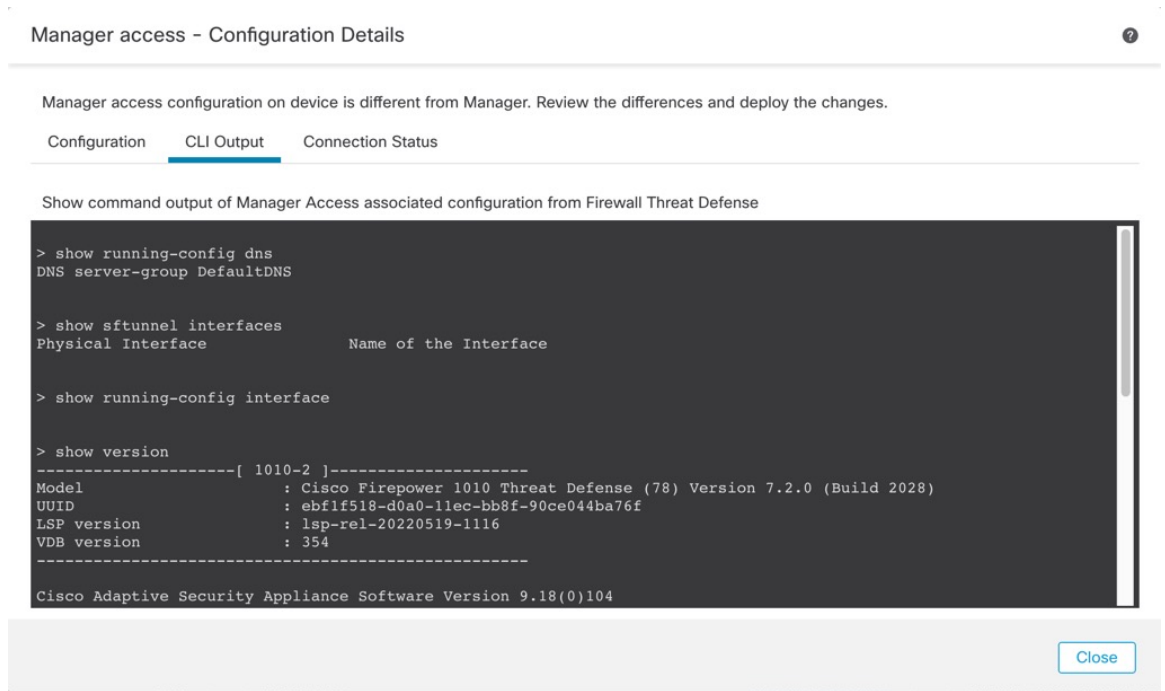 Manager access - Configuration Details
?
Manager access configuration on device is different from Manager. Review the differences and deploy the changes.
Configuration CLI Output Connection Status
Show command output of Manager Access associated configuration from Firewall Threat Defense
> show running-config dns
DNS server-group DefaultDNS
> show sftunnel interfaces
Physical Interface Name of the Interface
> show running-config interface
> show version
---------------------[ 1010-2 ]---------------------
Model : Cisco Firepower 1010 Threat Defense (78) Version 7.2.0 (Build 2028)
UUID : ebf1f518-d0a0-11ec-bb8f-90ce044ba76f
LSP version : lsp-rel-20220519-1116
VDB version : 354
----------------------------------------------------
Cisco Adaptive Security Appliance Software Version 9.18(0)104
Close